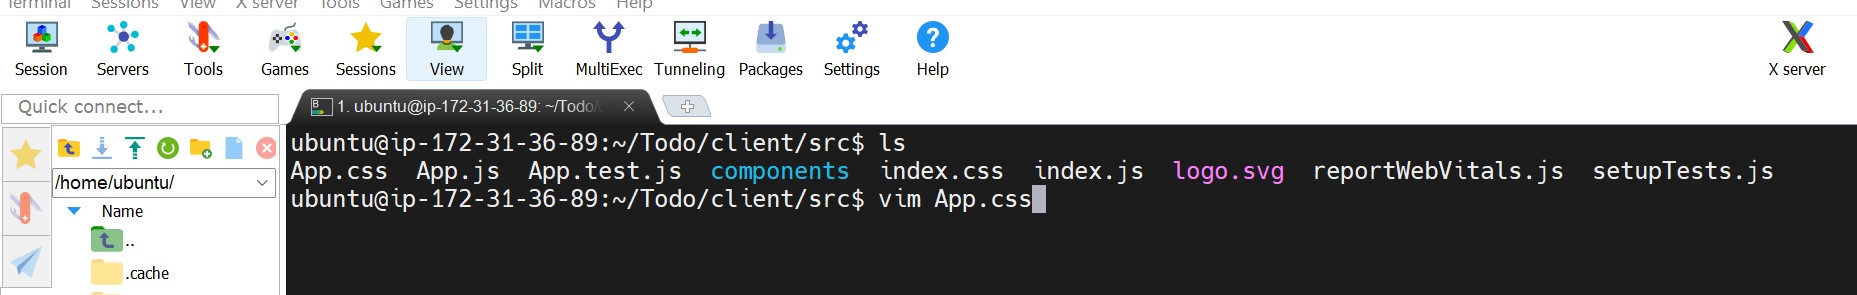 Terminal Sessions View X server Tools Games Settings Macros Help
Session Servers Tools Games Sessions View Split MultiExec Tunneling Packages Settings Help X server
Quick connect...
1. ubuntu@ip-172-31-36-89: ~/Todo/c
/home/ubuntu/
Name
..
.cache
ubuntu@ip-172-31-36-89:~/Todo/client/src$ ls
App.css App.js App.test.js components index.css index.js logo.svg reportWebVitals.js setupTests.js
ubuntu@ip-172-31-36-89:~/Todo/client/src$ vim App.css